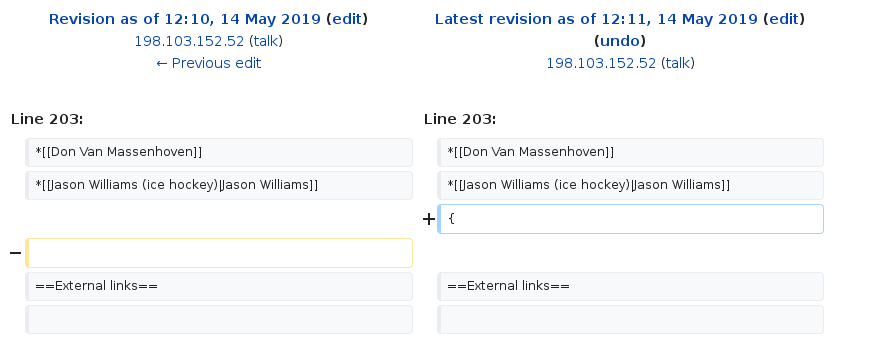 Revision as of 12:10, 14 May 2019 (edit)
198.103.152.52 (talk)
← Previous edit
Latest revision as of 12:11, 14 May 2019 (edit)
(undo)
198.103.152.52 (talk)
Line 203:
Line 203:
*[[Don Van Massenhoven]]
*[[Don Van Massenhoven]]
*[[Jason Williams (ice hockey)|Jason Williams]]
*[[Jason Williams (ice hockey)|Jason Williams]]
+ {
−
==External links==
==External links==